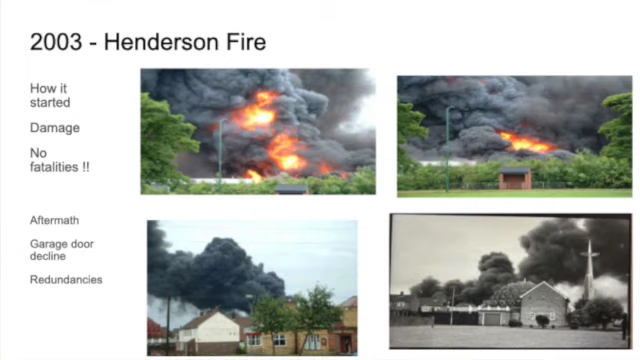 2003 - Henderson Fire
How it
started
Damage
No
fatalities !!
Aftermath
Garage door
decline
Redundancies